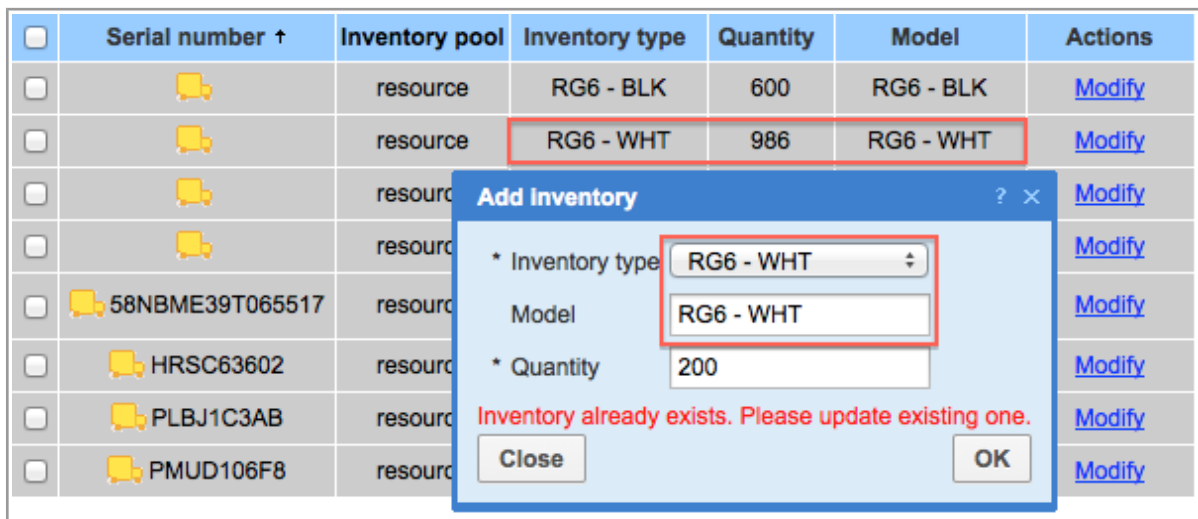 Serial number ↑ Inventory pool Inventory type Quantity Model Actions
resource RG6 - BLK 600 RG6 - BLK Modify
resource RG6 - WHT 986 RG6 - WHT Modify
resourc Modify
resourc Modify
58NBME39T065517 resourc Modify
HRSC63602 resourc Modify
PLBJ1C3AB resourc Modify
PMUD106F8 resourc Modify
Add Inventory ? ×
* Inventory type RG6 - WHT
Model RG6 - WHT
* Quantity 200
Inventory already exists. Please update existing one.
Close OK